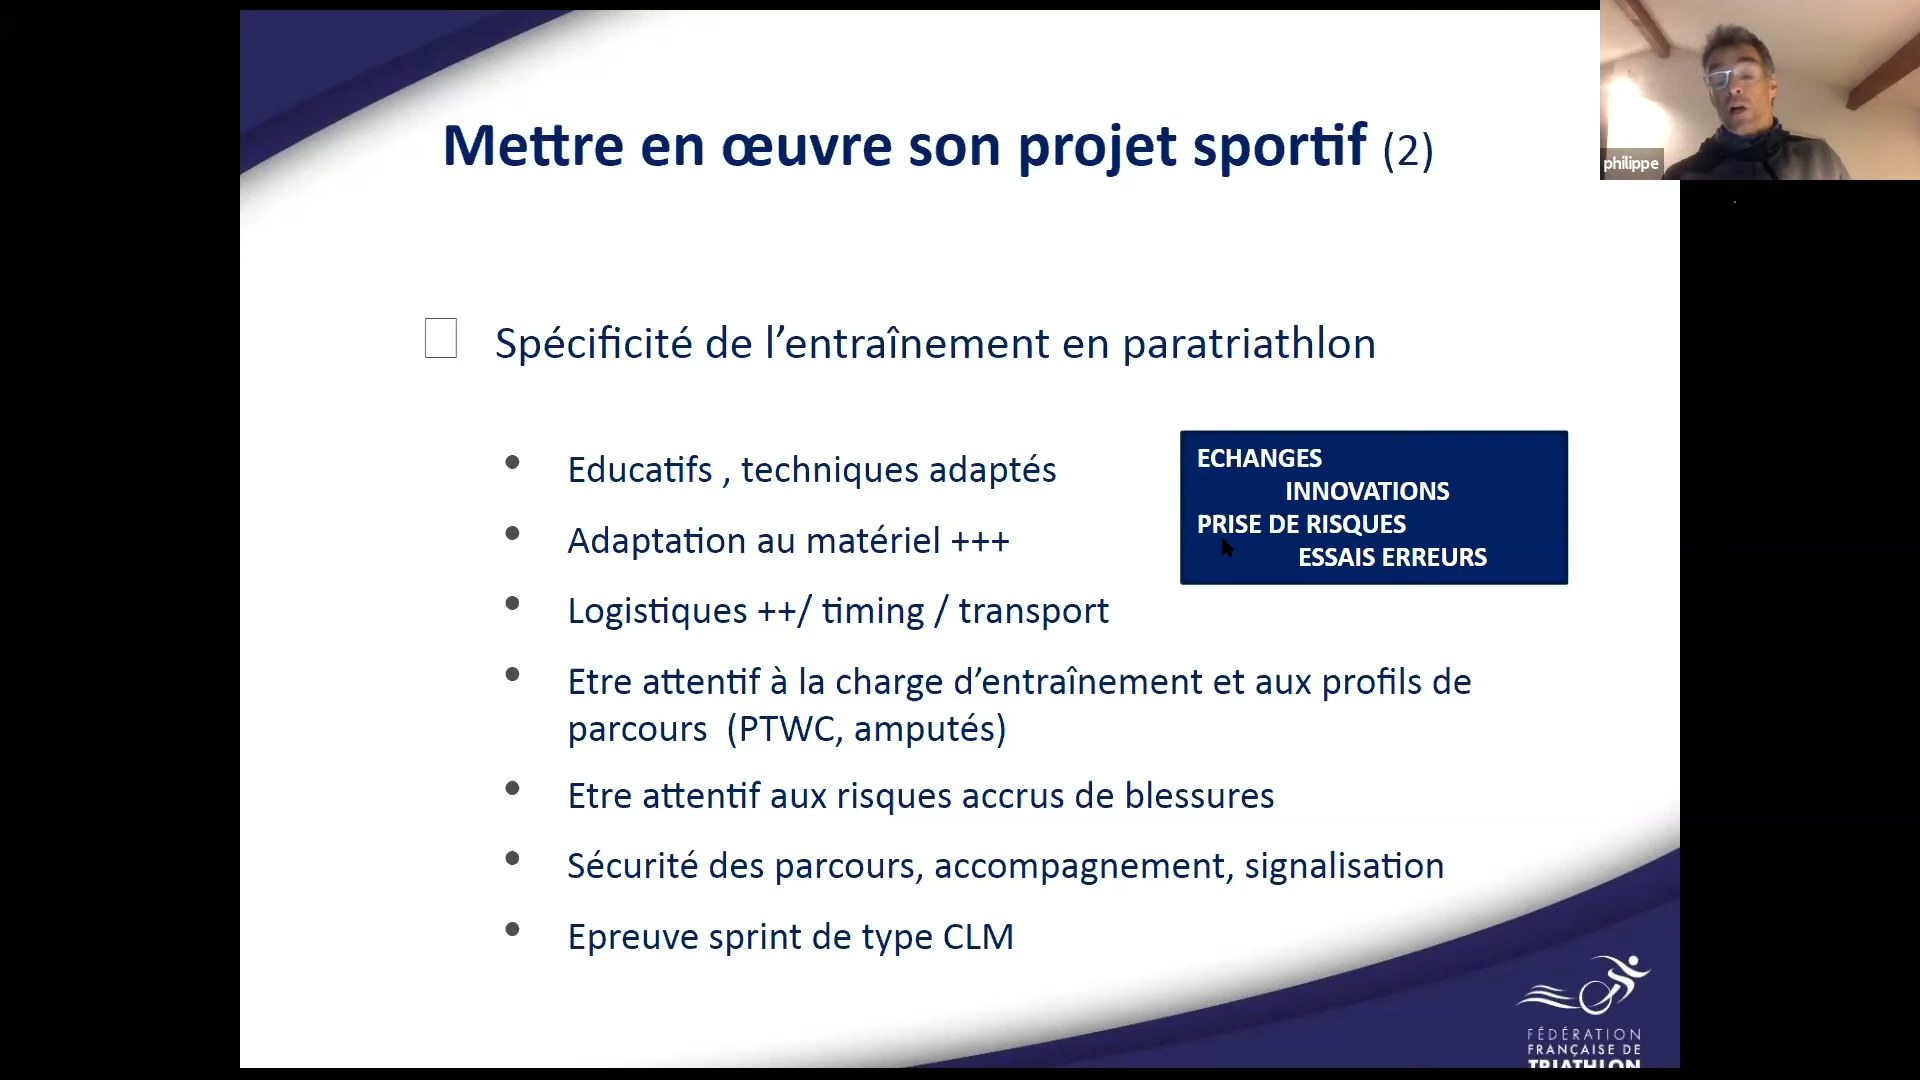 Mettre en œuvre son projet sportif (2)
philippe
Spécificité de l’entraînement en paratriathlon
Educatifs , techniques adaptés
Adaptation au matériel +++
Logistiques ++/ timing / transport
Etre attentif à la charge d’entraînement et aux profils de
parcours (PTWC, amputés)
Etre attentif aux risques accrus de blessures
Sécurité des parcours, accompagnement, signalisation
Epreuve sprint de type CLM
ECHANGES
INNOVATIONS
PRISE DE RISQUES
ESSAIS ERREURS
FÉDÉRATION
FRANÇAISE DE
TRIATHLON